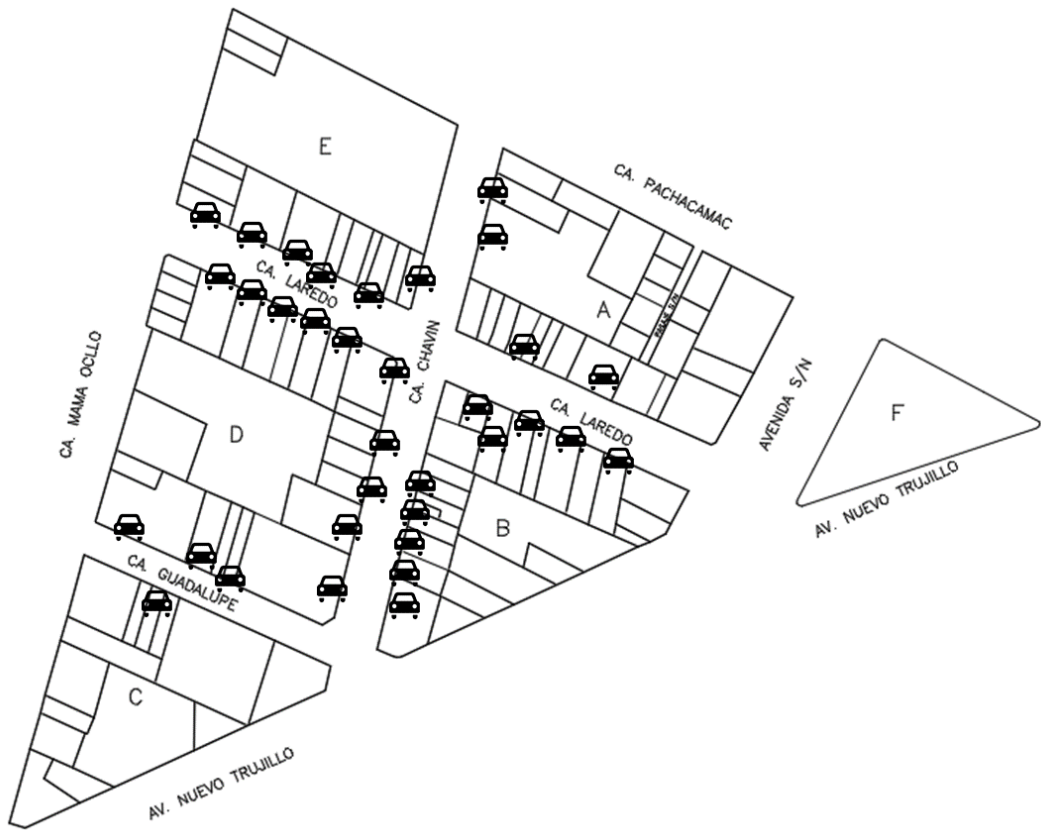 E
CA. PACHACAMAC
CA. LAREDO
A
PASAJE S/N
CA. CHAVIN
CA. MAMA OCLLO
AVENIDA S/N
F
CA. LAREDO
D
AV. NUEVO TRUJILLO
B
CA. GUADALUPE
C
AV. NUEVO TRUJILLO